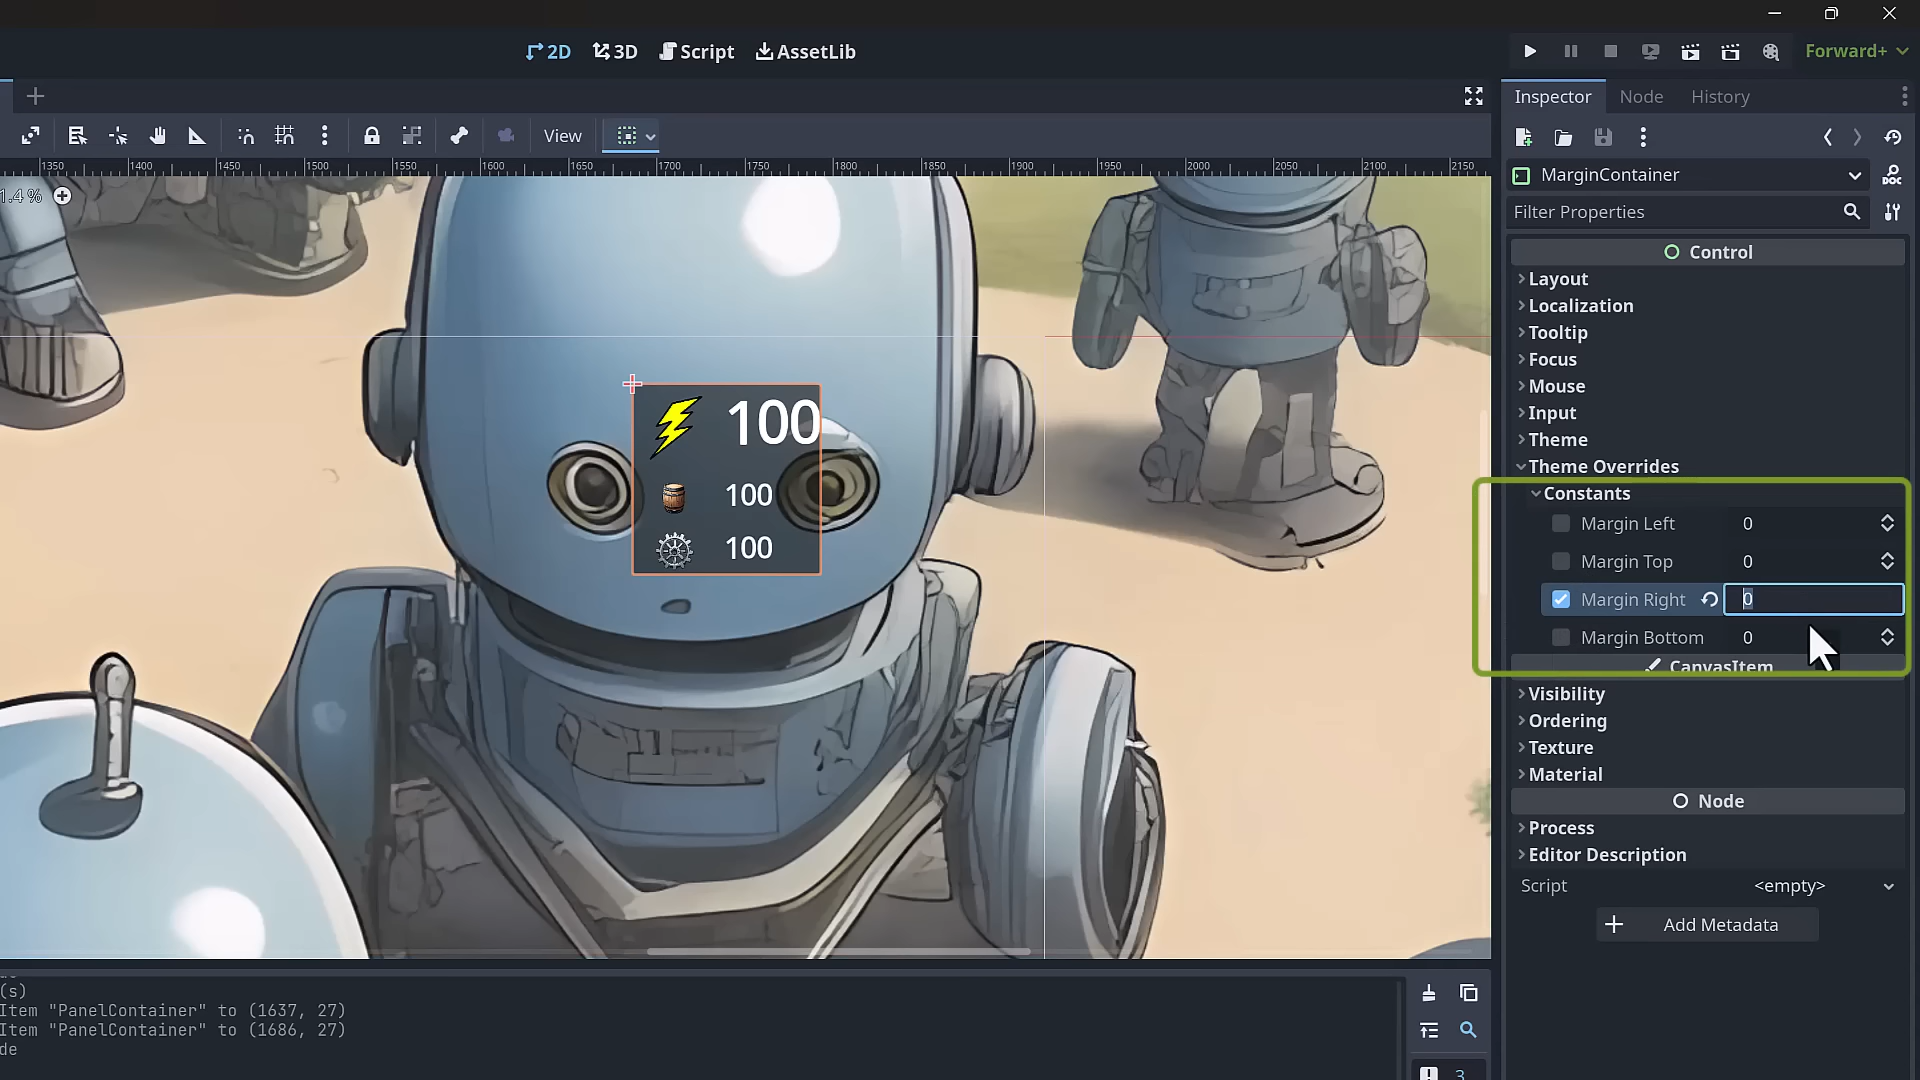 2D 3D Script AssetLib Forward+
Inspector Node History
View
1350 1400 1450 1500 1550 1600 1650 1700 1750 1800 1850 1900 1950 2000 2050 2100 2150
MarginContainer
1.4 %
Filter Properties
Control
Layout
Localization
Tooltip
Focus
Mouse
Input
Theme
Theme Overrides
Constants
Margin Left 0
Margin Top 0
Margin Right 0
Margin Bottom 0
CanvasItem
Visibility
Ordering
Texture
Material
Node
Process
Editor Description
Script <empty>
Add Metadata
100
100
100
(s)
Item "PanelContainer" to (1637, 27)
Item "PanelContainer" to (1686, 27)
de
3